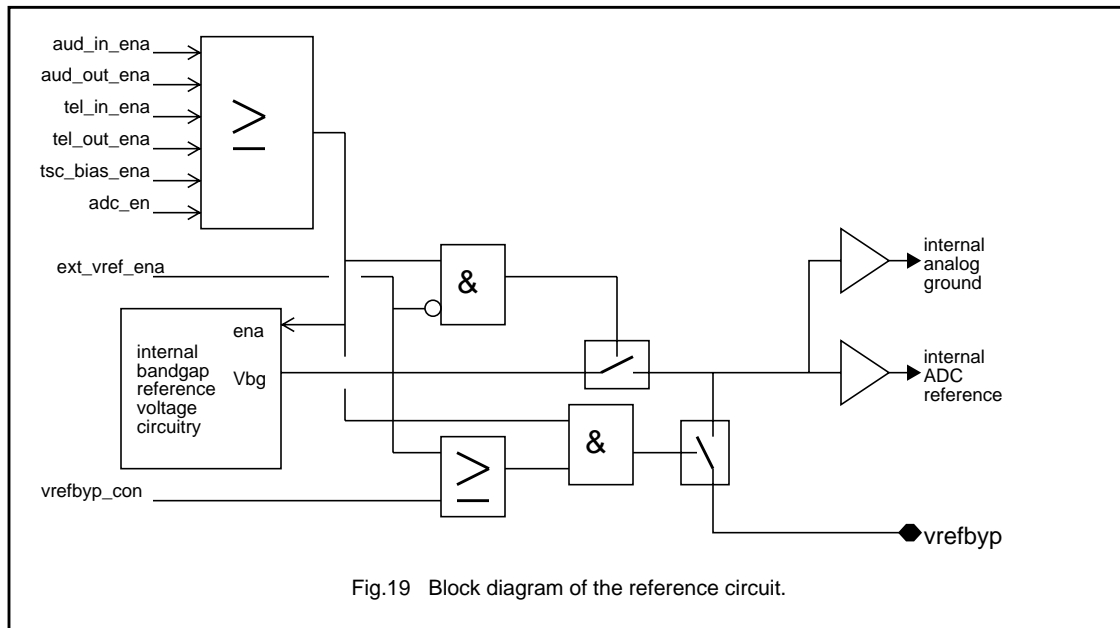 aud_in_ena
aud_out_ena
tel_in_ena
tel_out_ena
tsc_bias_ena
adc_en
≥
ext_vref_ena
&
internal
analog
ground
ena
internal
bandgap
reference
voltage
circuitry
Vbg
internal
ADC
reference
&
≥
vrefbyp_con
vrefbyp
Fig.19 Block diagram of the reference circuit.